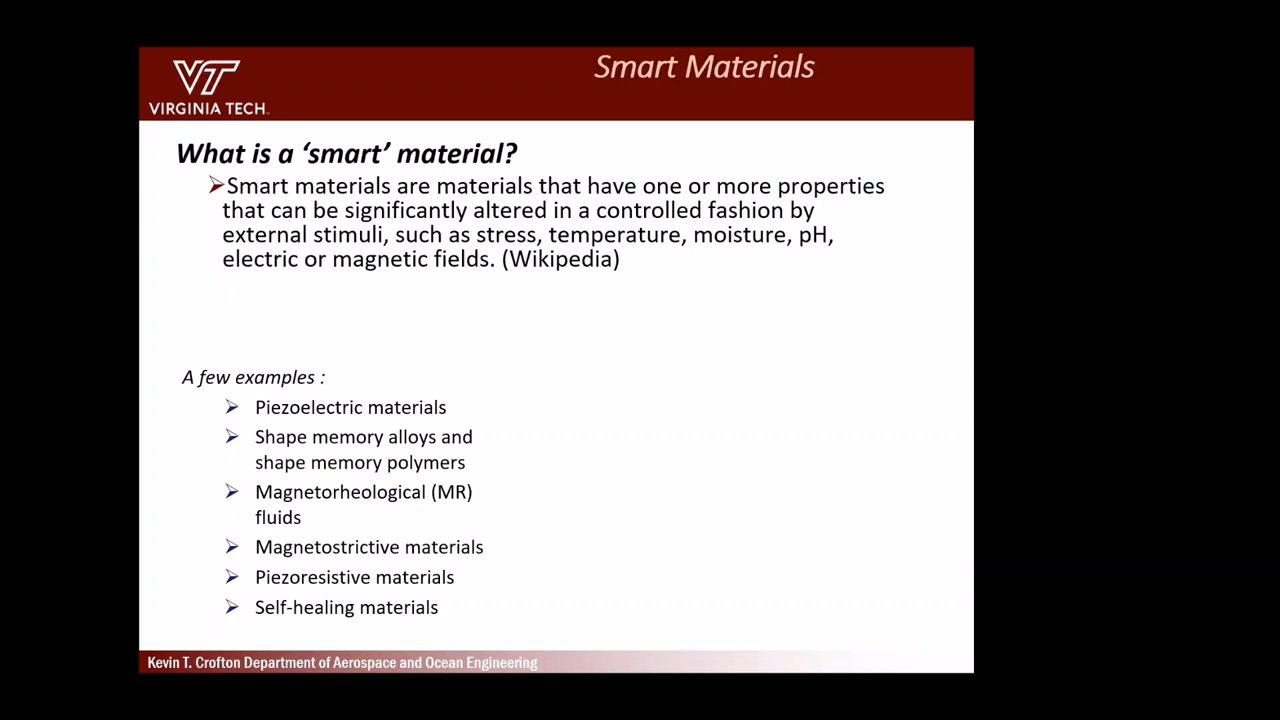 VT
VIRGINIA TECH
Smart Materials
What is a ‘smart’ material?
Smart materials are materials that have one or more properties
that can be significantly altered in a controlled fashion by
external stimuli, such as stress, temperature, moisture, pH,
electric or magnetic fields. (Wikipedia)
A few examples :
Piezoelectric materials
Shape memory alloys and
shape memory polymers
Magnetorheological (MR)
fluids
Magnetostrictive materials
Piezoresistive materials
Self-healing materials
Kevin T. Crofton Department of Aerospace and Ocean Engineering